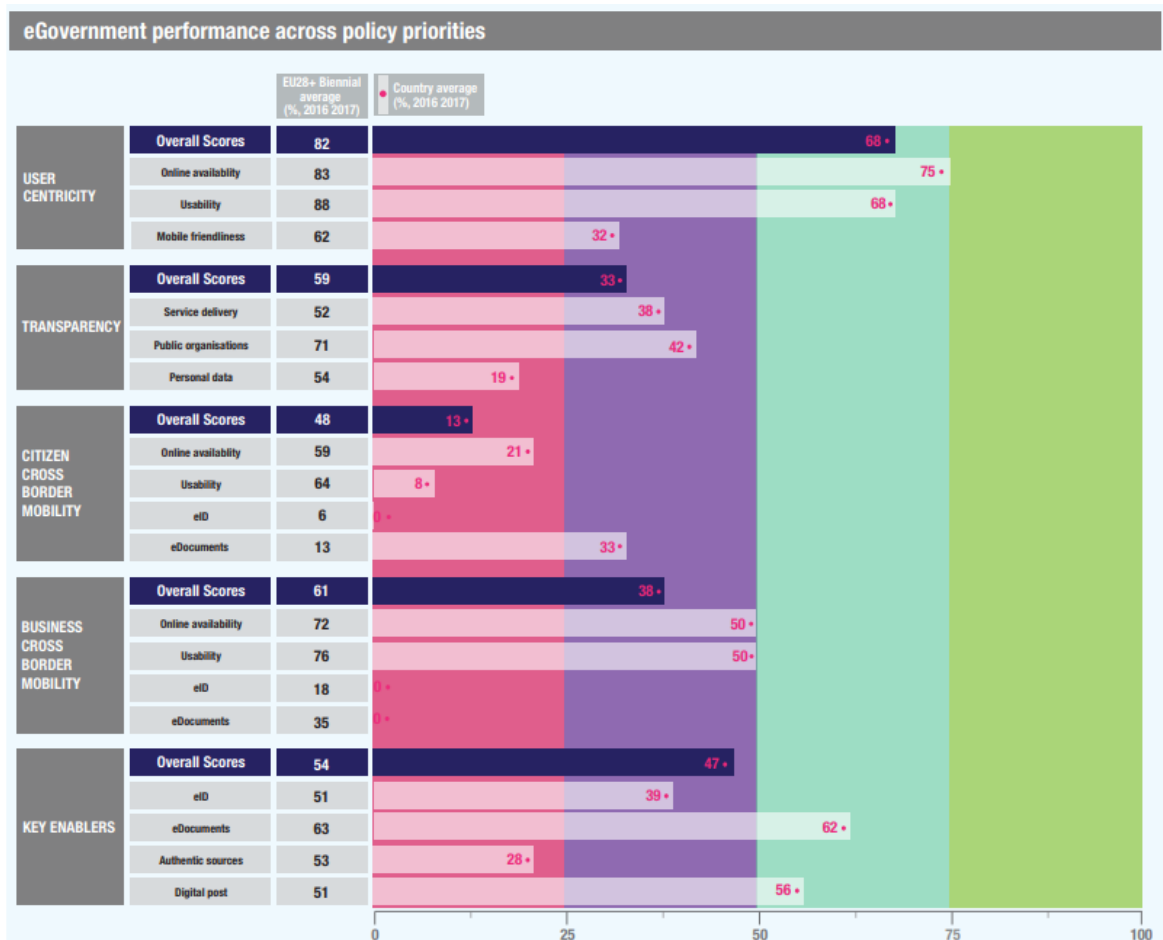 eGovernment performance across policy priorities
EU28+ Biennial
average
(%, 2016 2017)
Country average
(%, 2016 2017)
USER
CENTRICITY
Overall Scores 82 68
Online availablity 83 75
Usability 88 68
Mobile friendliness 62 32
TRANSPARENCY
Overall Scores 59 33
Service delivery 52 38
Public organisations 71 42
Personal data 54 19
CITIZEN
CROSS
BORDER
MOBILITY
Overall Scores 48 13
Online availablity 59 21
Usability 64 8
eID 6 0
eDocuments 13 33
BUSINESS
CROSS
BORDER
MOBILITY
Overall Scores 61 38
Online availability 72 50
Usability 76 50
eID 18 0
eDocuments 35 0
KEY ENABLERS
Overall Scores 54 47
eID 51 39
eDocuments 63 62
Authentic sources 53 28
Digital post 51 56
0 25 50 75 100